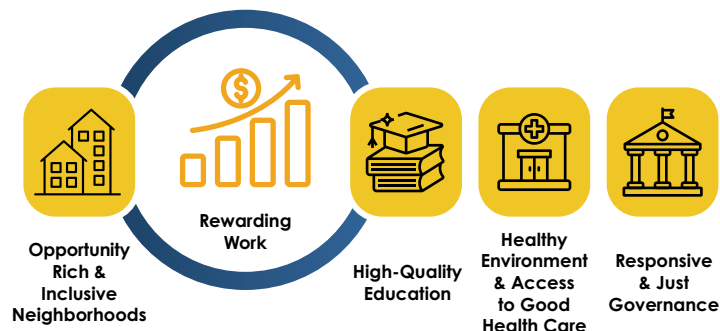 $
Rewarding
Work
Opportunity
Rich &
Inclusive
Neighborhoods
High-Quality
Education
Healthy
Environment
& Access
to Good
Health Care
Responsive
& Just
Governance